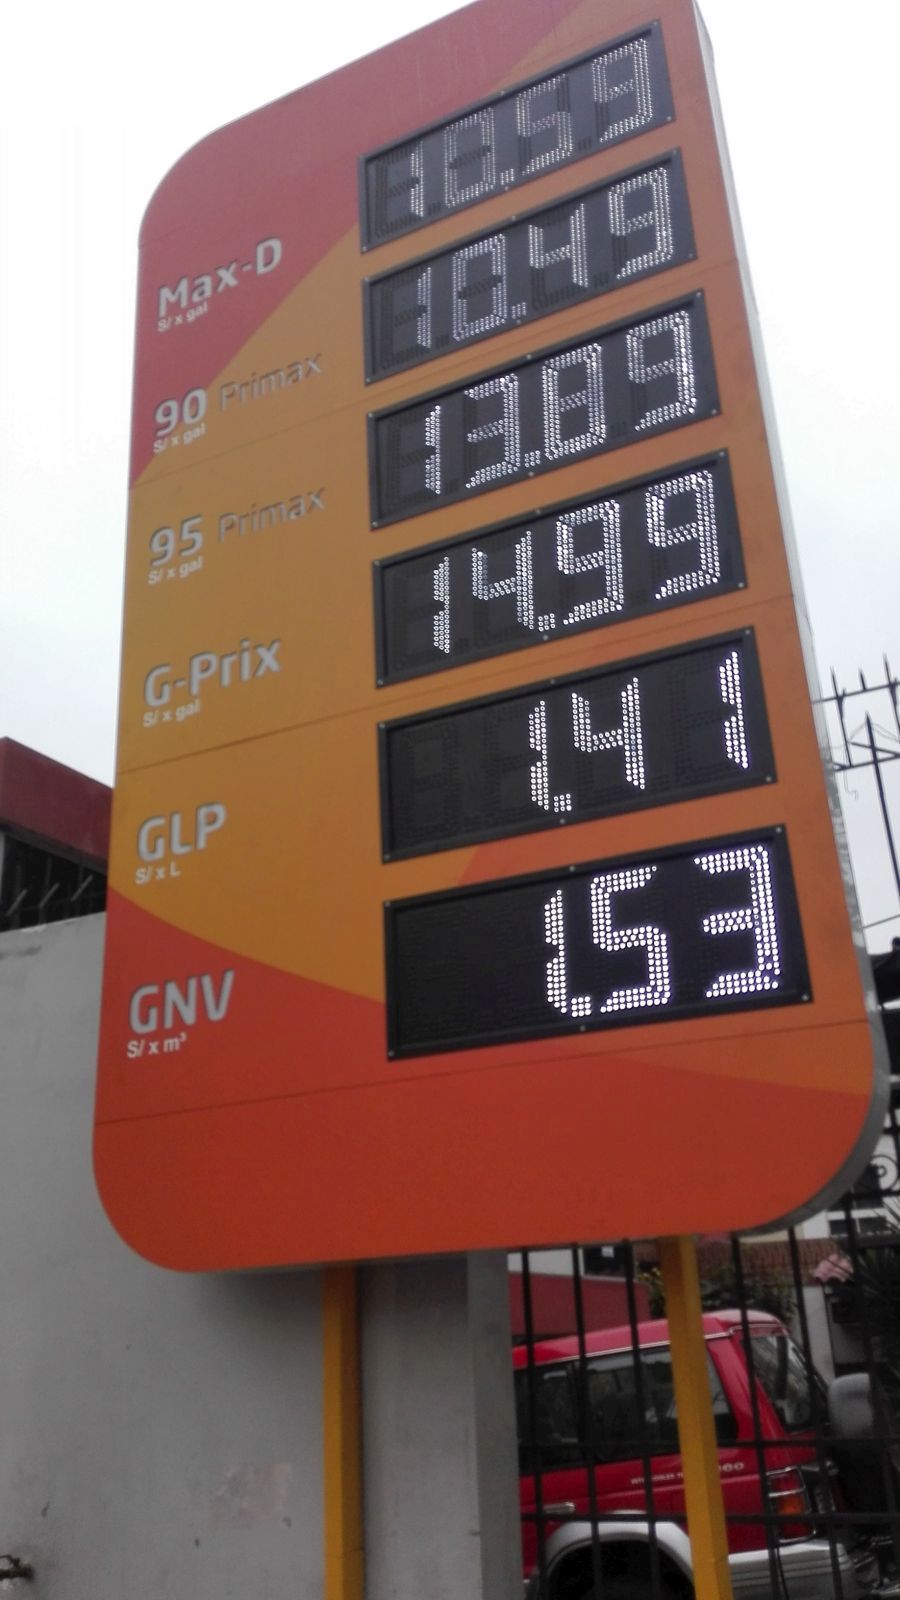 Max-D 10.59
S/ x gal
90 Primax 10.49
S/ x gal
95 Primax 13.89
S/ x gal
G-Prix 14.99
S/ x gal
GLP 1.41
S/ x L
GNV 1.53
S/ x m³